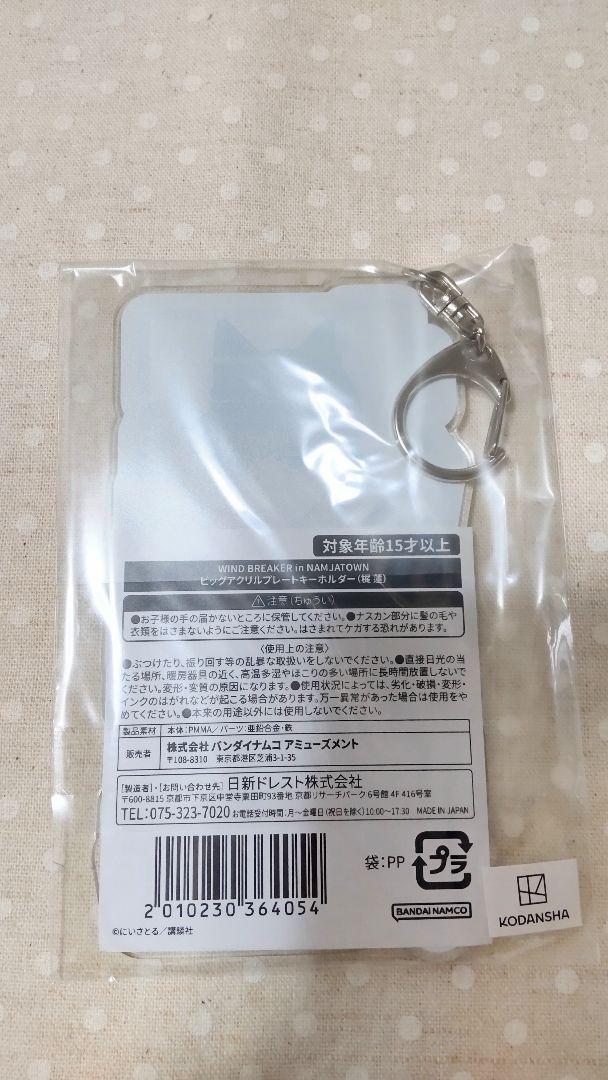 対象年齢15才以上
WIND BREAKER in NAMJATOWN
ビッグアクリルプレートキーホルダー(梶 蓮)
⚠注意(ちゅうい)
●お子様の手の届かないところに保管してください。●ナスカン部分に髪の毛や
衣類をはさまないようにご注意ください。はさまれてケガする恐れがあります。
〈使用上の注意〉
●ぶつけたり、振り回す等の乱暴な取扱いをしないでください。●直接日光の当
たる場所、暖房器具の近く、高温多湿やほこりの多い場所に長時間放置しないで
ください。変形・変質の原因になります。●使用状況によっては、劣化・破損・変形・
インクのはがれなどが起こる場合があります。万一異常があった場合は使用をや
めてください。●本来の用途以外には使用しないでください。
製品素材 本体:PMMA/パーツ:亜鉛合金・鉄
販売者 株式会社 バンダイナムコ アミューズメント
〒108-8310 東京都港区芝浦3-1-35
[製造者]・[お問い合わせ先] 日新ドレスト株式会社
〒600-8815 京都市下京区中堂寺粟田町93番地 京都リサーチパーク 6号館 4F 416号室
TEL:075-323-7020 お電話受付時間:月〜金曜日(祝日を除く)10:00〜17:30 MADE IN JAPAN
袋:PP
プラ
2 010230 364054
BANDAI NAMCO
KODANSHA
©にいさとる/講談社